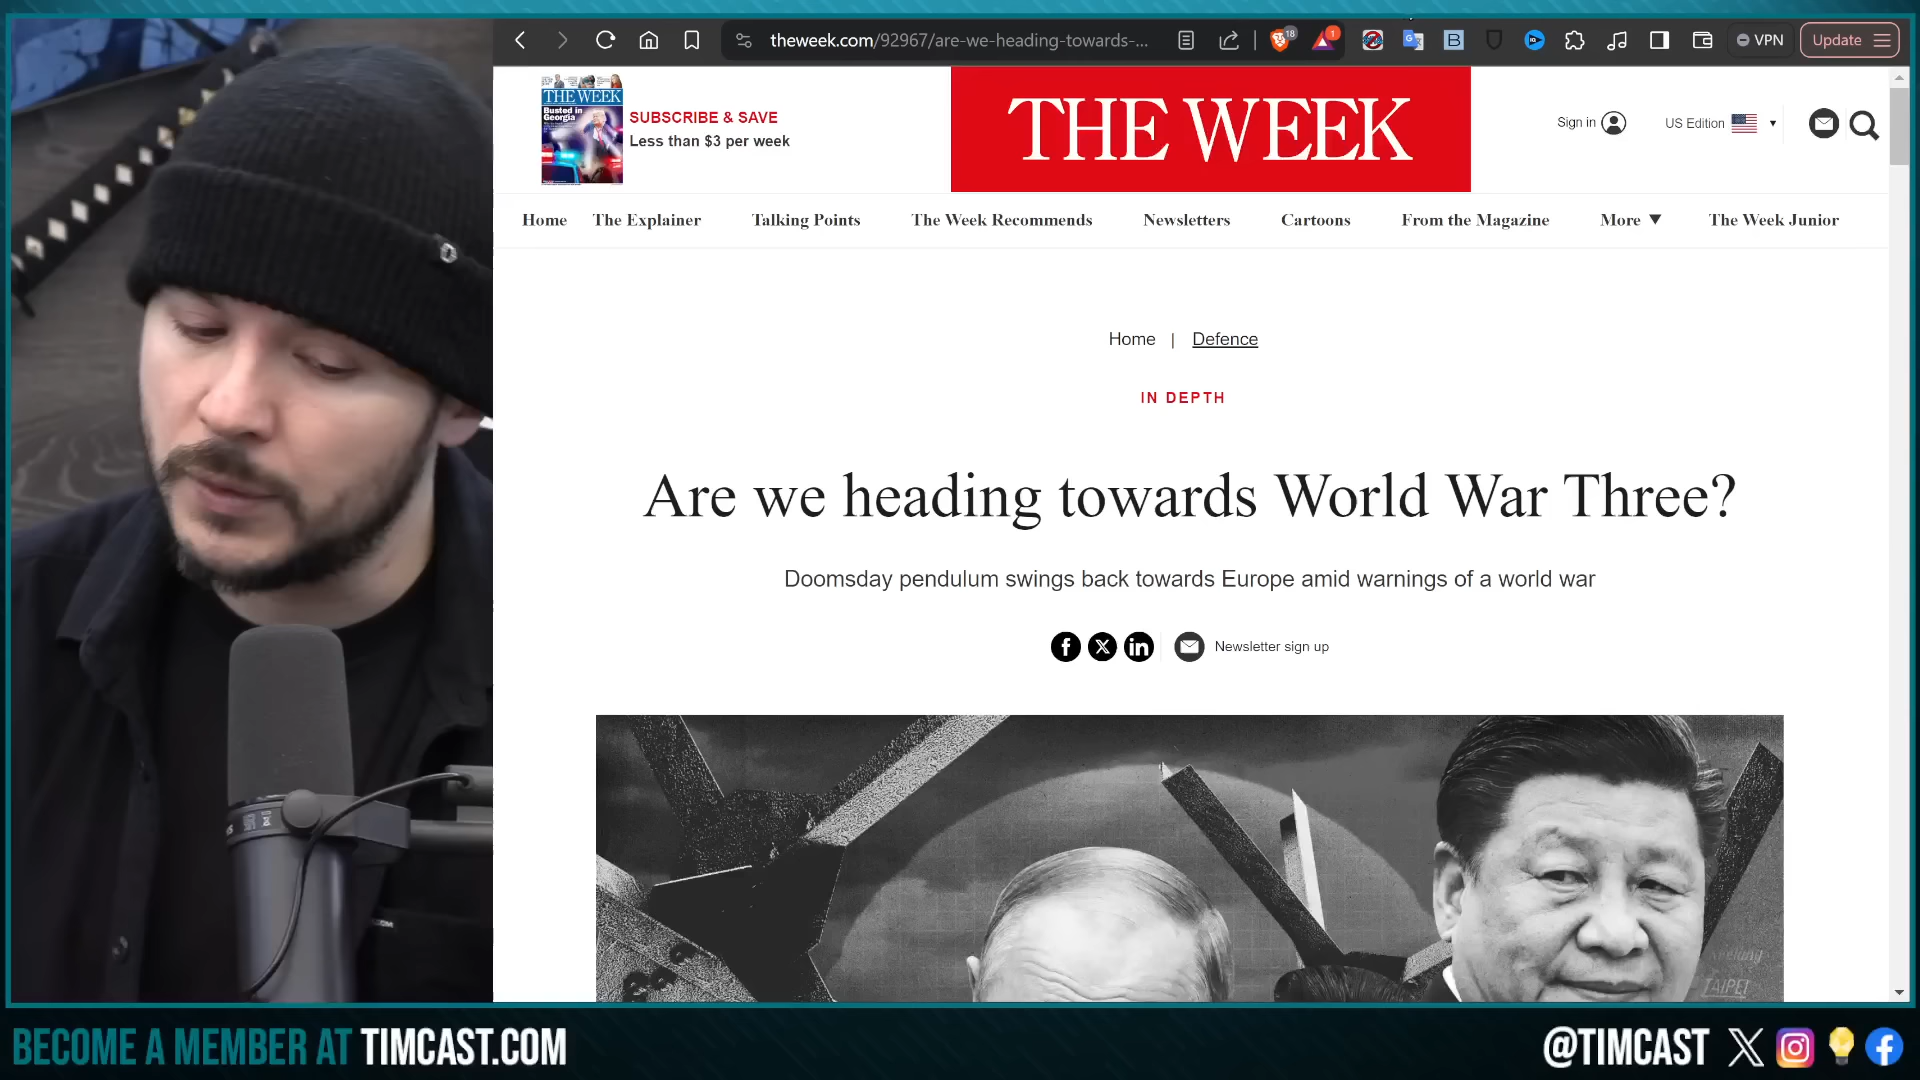 theweek.com/92967/are-we-heading-towards-...
18
1
VPN
Update
THE WEEK
Busted in
Georgia
SUBSCRIBE & SAVE
Less than $3 per week
THE WEEK
Sign in
US Edition
Home
The Explainer
Talking Points
The Week Recommends
Newsletters
Cartoons
From the Magazine
More
The Week Junior
Home | Defence
IN DEPTH
Are we heading towards World War Three?
Doomsday pendulum swings back towards Europe amid warnings of a world war
Newsletter sign up
TAIPEI
BECOME A MEMBER AT TIMCAST.COM
@TIMCAST